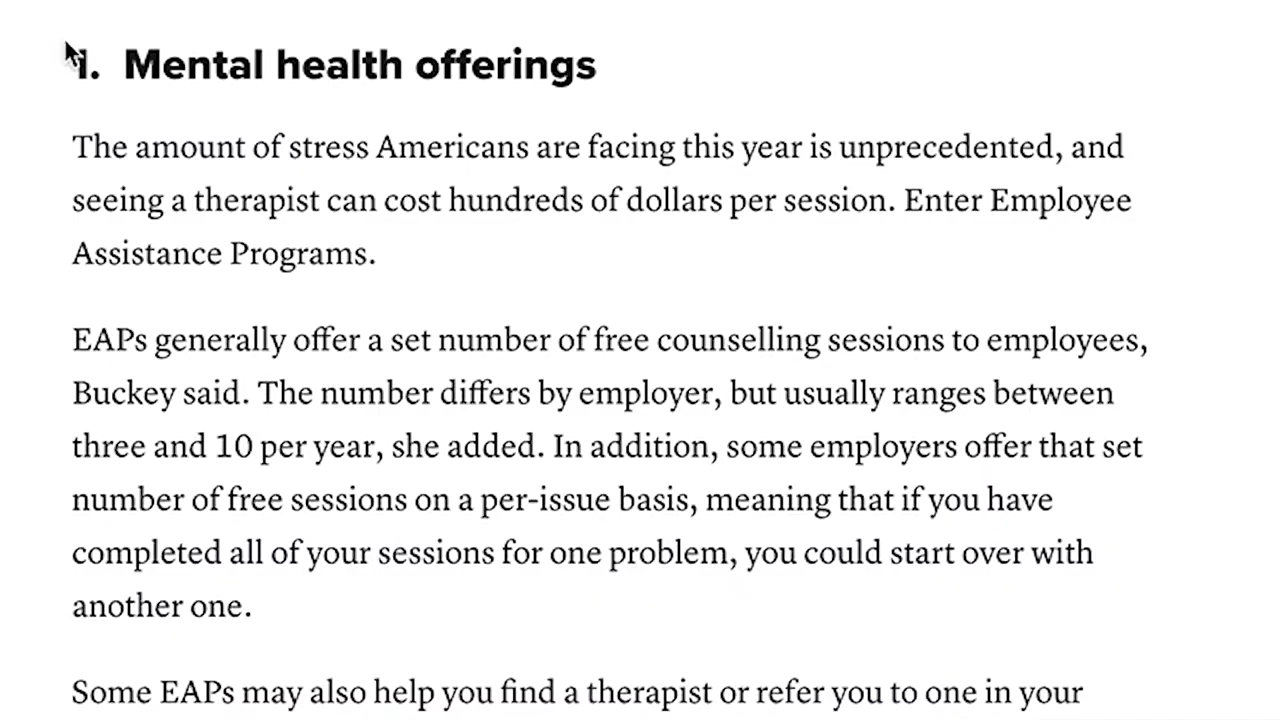 1. Mental health offerings
The amount of stress Americans are facing this year is unprecedented, and
seeing a therapist can cost hundreds of dollars per session. Enter Employee
Assistance Programs.
EAPs generally offer a set number of free counselling sessions to employees,
Buckey said. The number differs by employer, but usually ranges between
three and 10 per year, she added. In addition, some employers offer that set
number of free sessions on a per-issue basis, meaning that if you have
completed all of your sessions for one problem, you could start over with
another one.
Some EAPs may also help you find a therapist or refer you to one in your